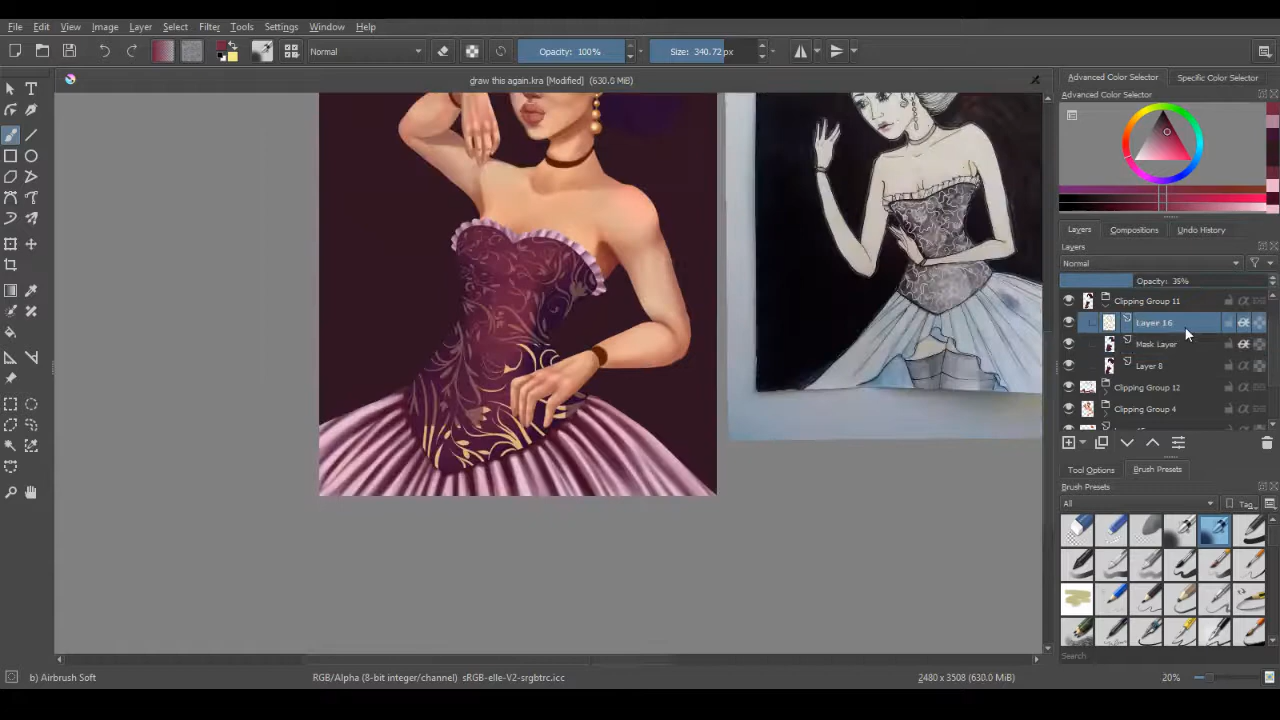 File Edit View Image Layer Select Filter Tools Settings Window Help
Normal Opacity: 100% Size: 340.72 px
draw this again.kra [Modified] (630.0 MiB)
Advanced Color Selector Specific Color Selector
Advanced Color Selector
Layers Compositions Undo History
Layers
Normal
Opacity: 35%
Clipping Group 11
Layer 16
Mask Layer
Layer 8
Clipping Group 12
Clipping Group 4
Tool Options Brush Presets
Brush Presets
All Tag
Search
b) Airbrush Soft RGB/Alpha (8-bit integer/channel) sRGB-elle-V2-srgbtrc.icc 2480 x 3508 (630.0 MiB) 20%